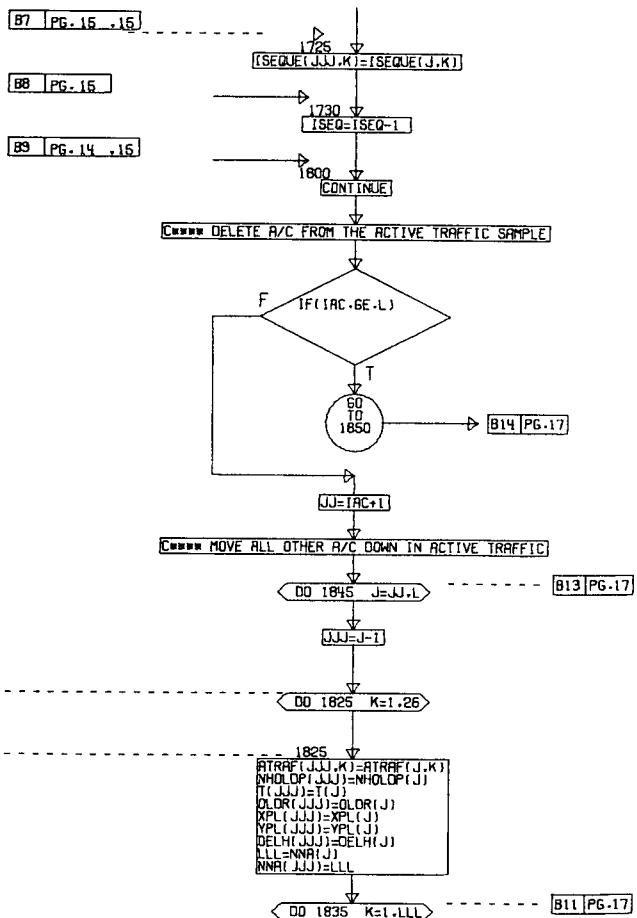 B7 PG.15 ,15
1725
ISEQUE(JJJ,K)=ISEQUE(J,K)
B8 PG.15
1730
ISEQ=ISEQ-1
B9 PG.14 ,15
1800
CONTINUE
C**** DELETE A/C FROM THE ACTIVE TRAFFIC SAMPLE
IF(IAC.GE.L)
F
T
GO
TO
1850
B14 PG.17
JJ=IAC+1
C**** MOVE ALL OTHER A/C DOWN IN ACTIVE TRAFFIC
DO 1845 J=JJ,L
B13 PG.17
JJJ=J-1
DO 1825 K=1,26
1825
ATRAF(JJJ,K)=ATRAF(J,K)
NHOLDP(JJJ)=NHOLDP(J)
T(JJJ)=T(J)
OLDR(JJJ)=OLDR(J)
XPL(JJJ)=XPL(J)
YPL(JJJ)=YPL(J)
DELH(JJJ)=DELH(J)
LLL=NNA(J)
NNA(JJJ)=LLL
DO 1835 K=1,LLL
B11 PG.17